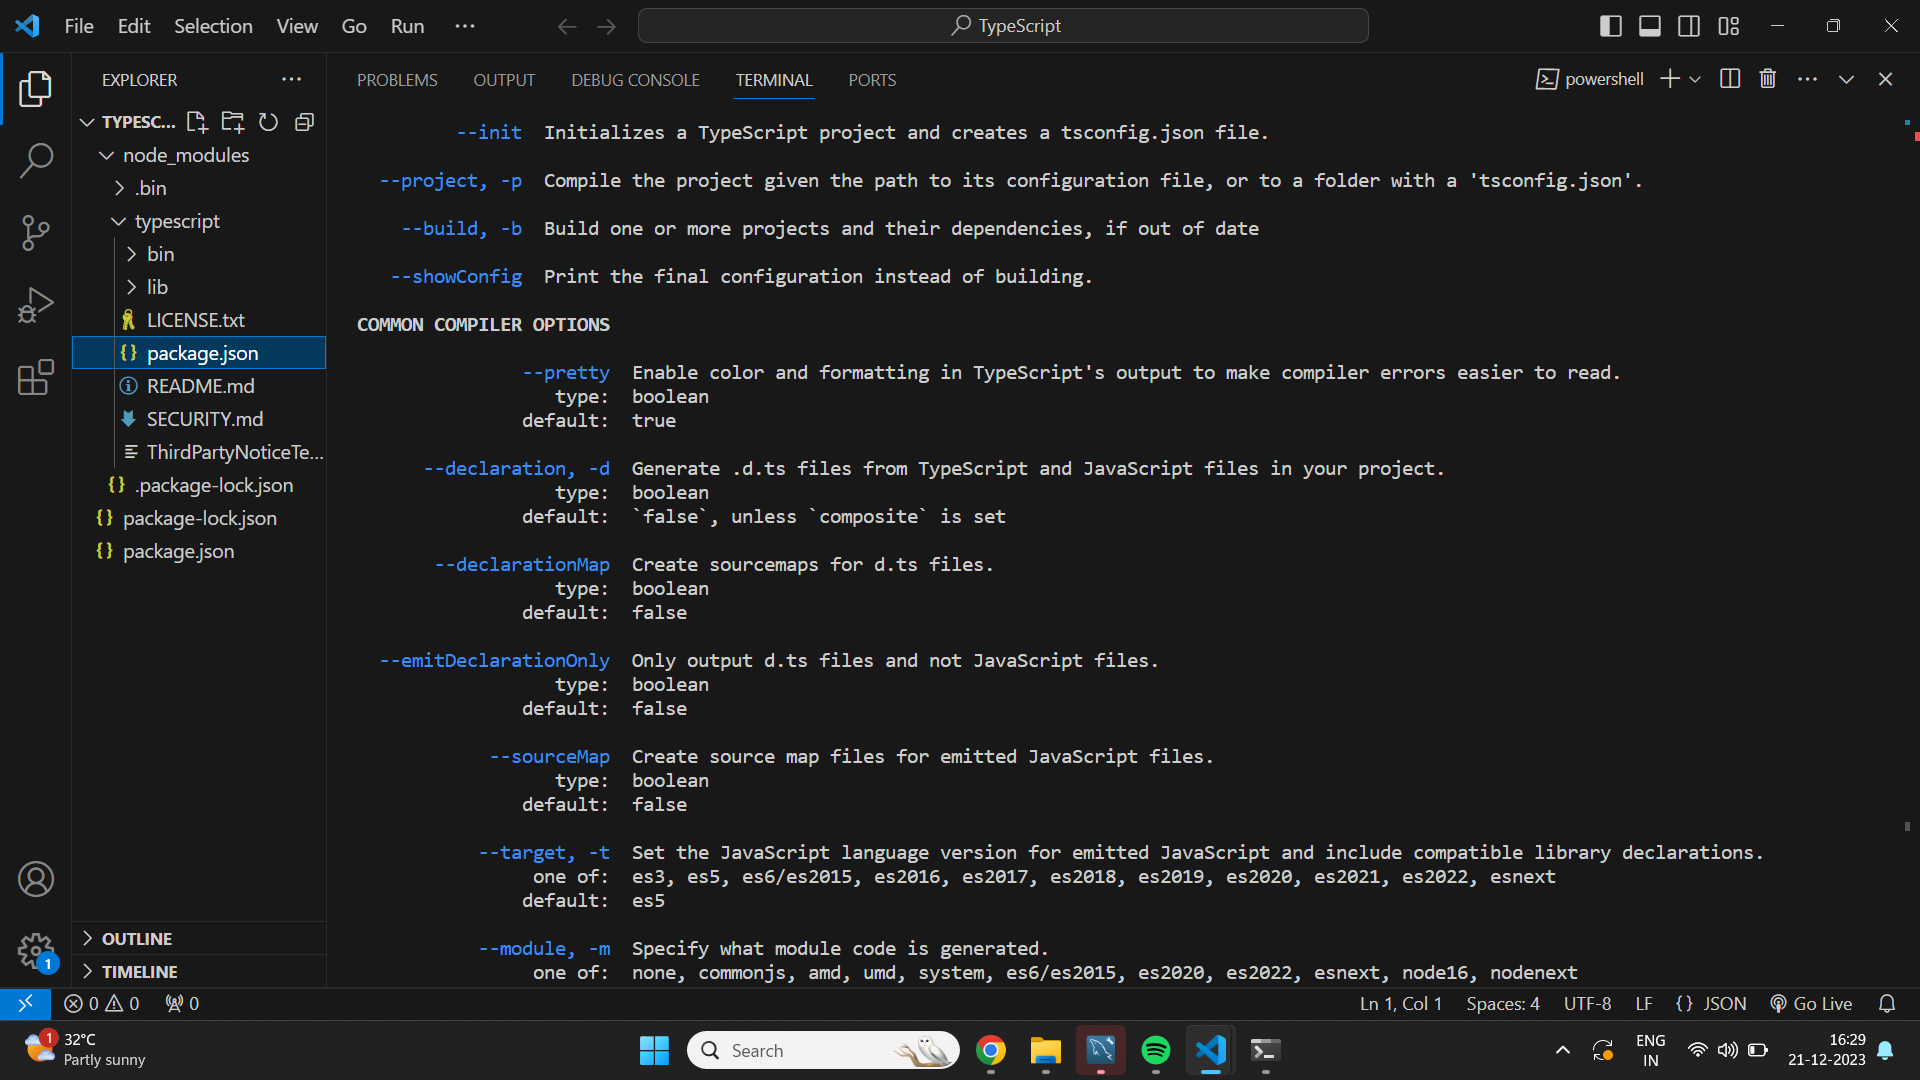 File Edit Selection View Go Run ···
TypeScript
EXPLORER ···
TYPESC...
node_modules
.bin
typescript
bin
lib
LICENSE.txt
{} package.json
README.md
SECURITY.md
ThirdPartyNoticeTe...
{} .package-lock.json
{} package-lock.json
{} package.json
OUTLINE
TIMELINE
1
PROBLEMS OUTPUT DEBUG CONSOLE TERMINAL PORTS
powershell
--init Initializes a TypeScript project and creates a tsconfig.json file.
--project, -p Compile the project given the path to its configuration file, or to a folder with a 'tsconfig.json'.
--build, -b Build one or more projects and their dependencies, if out of date
--showConfig Print the final configuration instead of building.
COMMON COMPILER OPTIONS
--pretty Enable color and formatting in TypeScript's output to make compiler errors easier to read.
type: boolean
default: true
--declaration, -d Generate .d.ts files from TypeScript and JavaScript files in your project.
type: boolean
default: `false`, unless `composite` is set
--declarationMap Create sourcemaps for d.ts files.
type: boolean
default: false
--emitDeclarationOnly Only output d.ts files and not JavaScript files.
type: boolean
default: false
--sourceMap Create source map files for emitted JavaScript files.
type: boolean
default: false
--target, -t Set the JavaScript language version for emitted JavaScript and include compatible library declarations.
one of: es3, es5, es6/es2015, es2016, es2017, es2018, es2019, es2020, es2021, es2022, esnext
default: es5
--module, -m Specify what module code is generated.
one of: none, commonjs, amd, umd, system, es6/es2015, es2020, es2022, esnext, node16, nodenext
0 0 0
Ln 1, Col 1 Spaces: 4 UTF-8 LF {} JSON Go Live
1
32°C
Partly sunny
Search
ENG
IN
16:29
21-12-2023